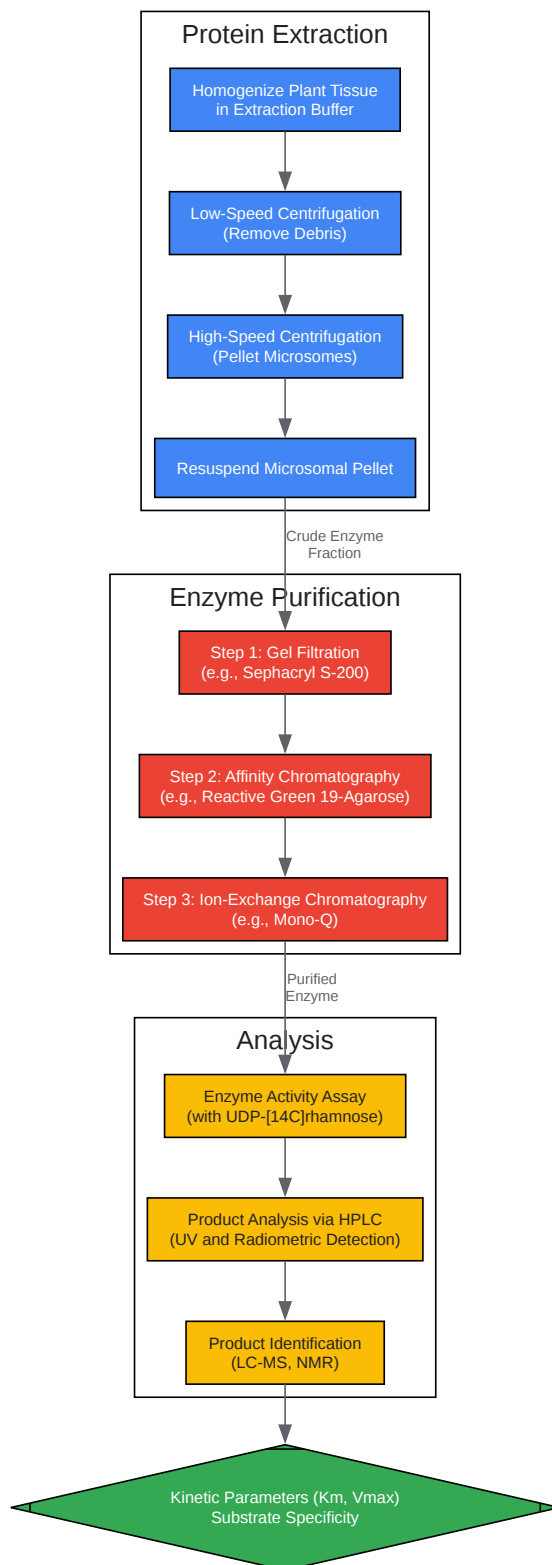 Protein Extraction
Homogenize Plant Tissue
in Extraction Buffer
Low-Speed Centrifugation
(Remove Debris)
High-Speed Centrifugation
(Pellet Microsomes)
Resuspend Microsomal Pellet
Crude Enzyme
Fraction
Enzyme Purification
Step 1: Gel Filtration
(e.g., Sephacryl S-200)
Step 2: Affinity Chromatography
(e.g., Reactive Green 19-Agarose)
Step 3: Ion-Exchange Chromatography
(e.g., Mono-Q)
Purified
Enzyme
Analysis
Enzyme Activity Assay
(with UDP-[14C]rhamnose)
Product Analysis via HPLC
(UV and Radiometric Detection)
Product Identification
(LC-MS, NMR)
Kinetic Parameters (Km, Vmax)
Substrate Specificity